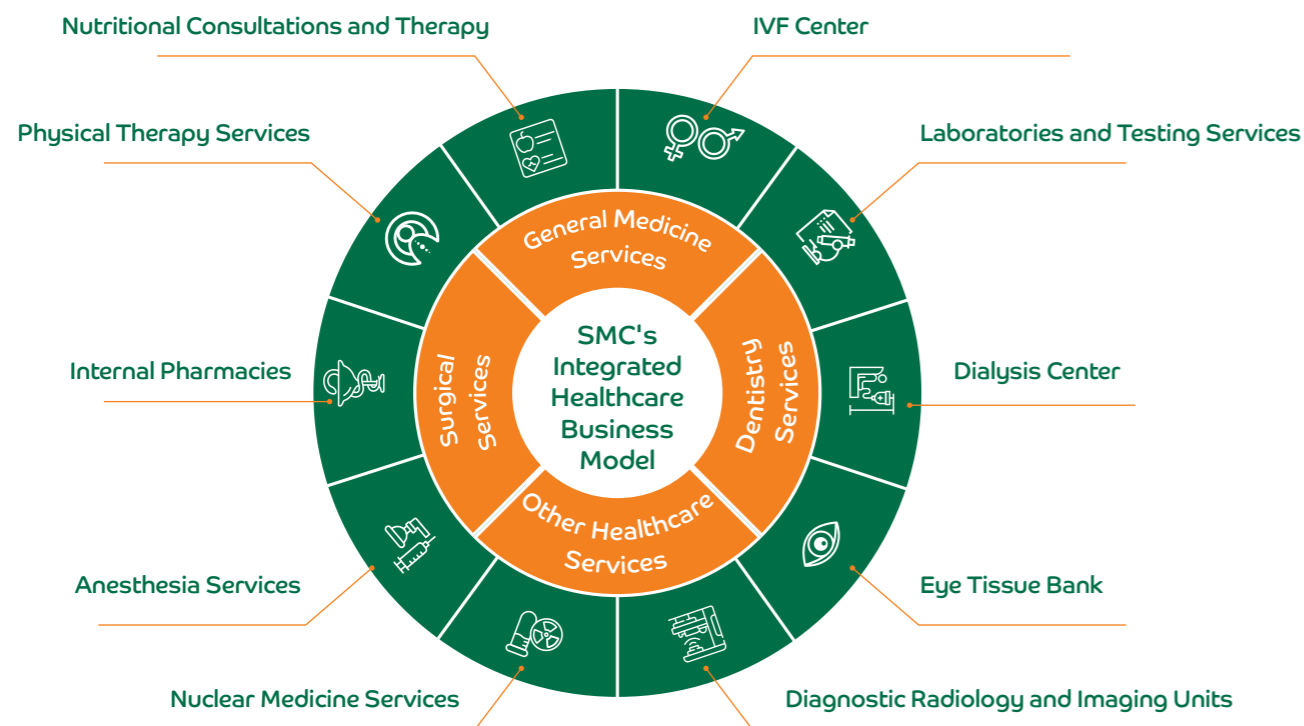 Nutritional Consultations and Therapy
IVF Center
Physical Therapy Services
Laboratories and Testing Services
General Medicine
Services
Surgical
Services
SMC's
Integrated
Healthcare
Business
Model
Dentistry
Services
Internal Pharmacies
Dialysis Center
Other Healthcare
Services
Anesthesia Services
Eye Tissue Bank
Nuclear Medicine Services
Diagnostic Radiology and Imaging Units